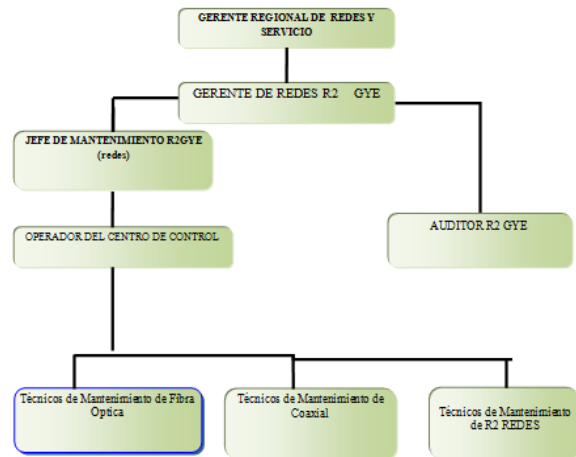 GERENTE REGIONAL DE REDES Y
SERVICIO
GERENTE DE REDES R2 GYE
JEFE DE MANTENIMIENTO R2GYE
(redes)
OPERADOR DEL CENTRO DE CONTROL
AUDITOR R2 GYE
Técnicos de Mantenimiento de Fibra
Optica
Técnicos de Mantenimiento de
Coaxial
Técnicos de Mantenimiento
de R2 REDES